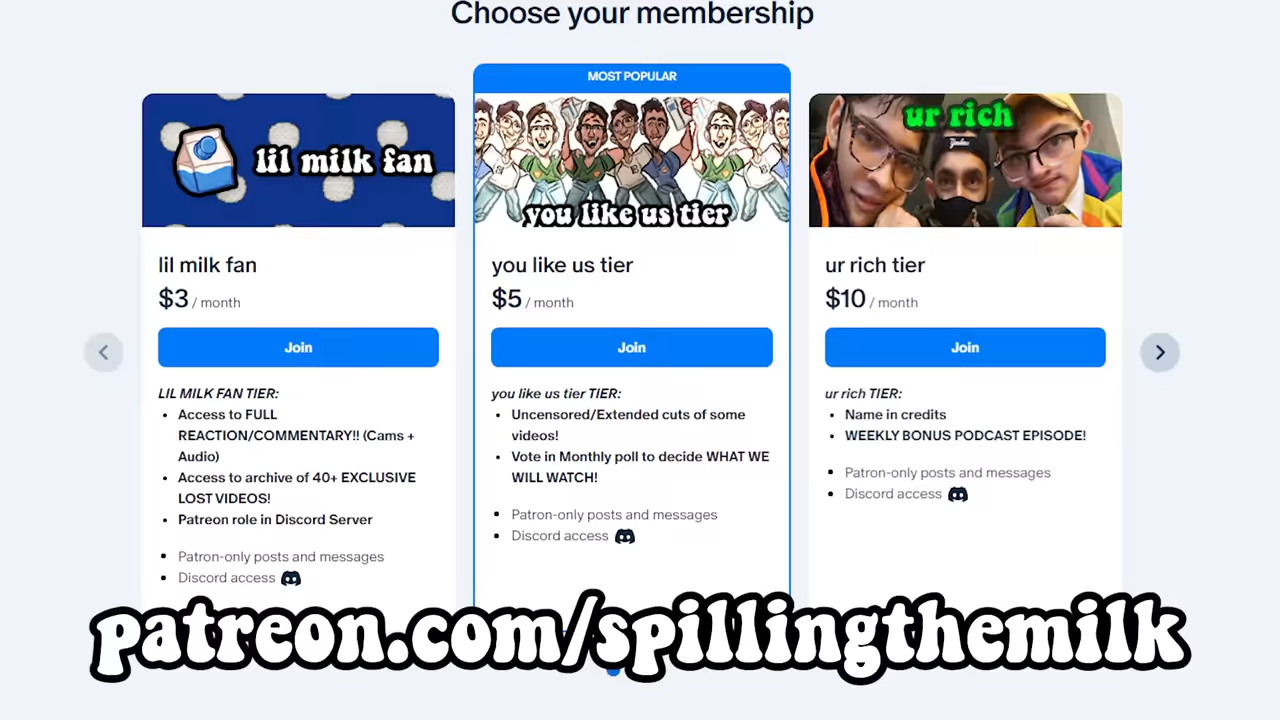 Choose your membership
MOST POPULAR
lil milk fan
you like us tier
ur rich
lil milk fan
$3 / month
Join
LIL MILK FAN TIER:
• Access to FULL
REACTION/COMMENTARY!! (Cams +
Audio)
• Access to archive of 40+ EXCLUSIVE
LOST VIDEOS!
• Patreon role in Discord Server
• Patron-only posts and messages
• Discord access
you like us tier
$5 / month
Join
you like us tier TIER:
• Uncensored/Extended cuts of some
videos!
• Vote in Monthly poll to decide WHAT WE
WILL WATCH!
• Patron-only posts and messages
• Discord access
ur rich tier
$10 / month
Join
ur rich TIER:
• Name in credits
• WEEKLY BONUS PODCAST EPISODE!
• Patron-only posts and messages
• Discord access
patreon.com/spillingthemilk